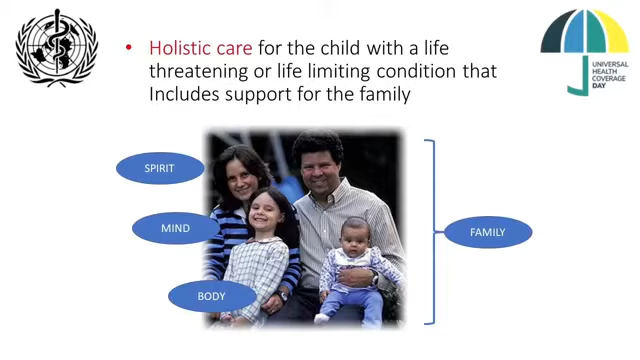 • Holistic care for the child with a life
threatening or life limiting condition that
Includes support for the family
UNIVERSAL
HEALTH
COVERAGE
DAY
SPIRIT
MIND
BODY
FAMILY